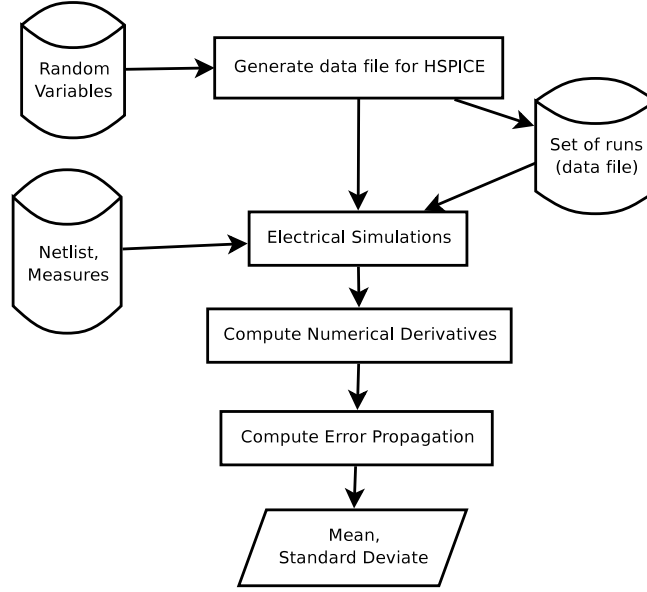 Random
Variables
Generate data file for HSPICE
Set of runs
(data file)
Netlist,
Measures
Electrical Simulations
Compute Numerical Derivatives
Compute Error Propagation
Mean,
Standard Deviate